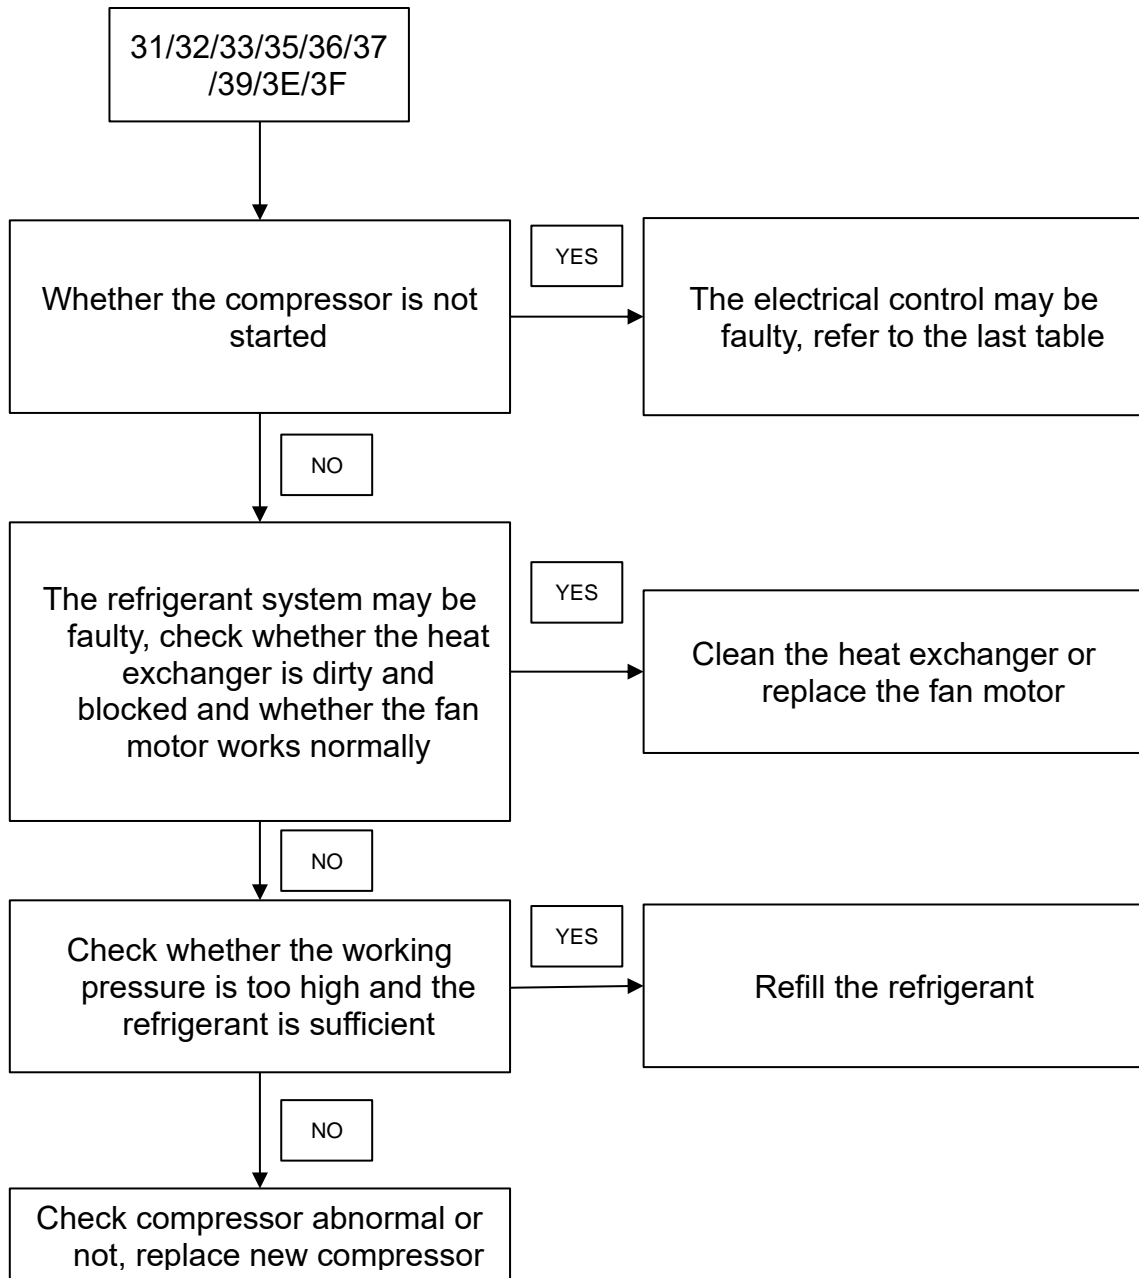 31/32/33/35/36/37
/39/3E/3F
Whether the compressor is not
started
YES
The electrical control may be
faulty, refer to the last table
NO
The refrigerant system may be
faulty, check whether the heat
exchanger is dirty and
blocked and whether the fan
motor works normally
YES
Clean the heat exchanger or
replace the fan motor
NO
Check whether the working
pressure is too high and the
refrigerant is sufficient
YES
Refill the refrigerant
NO
Check compressor abnormal or
not, replace new compressor